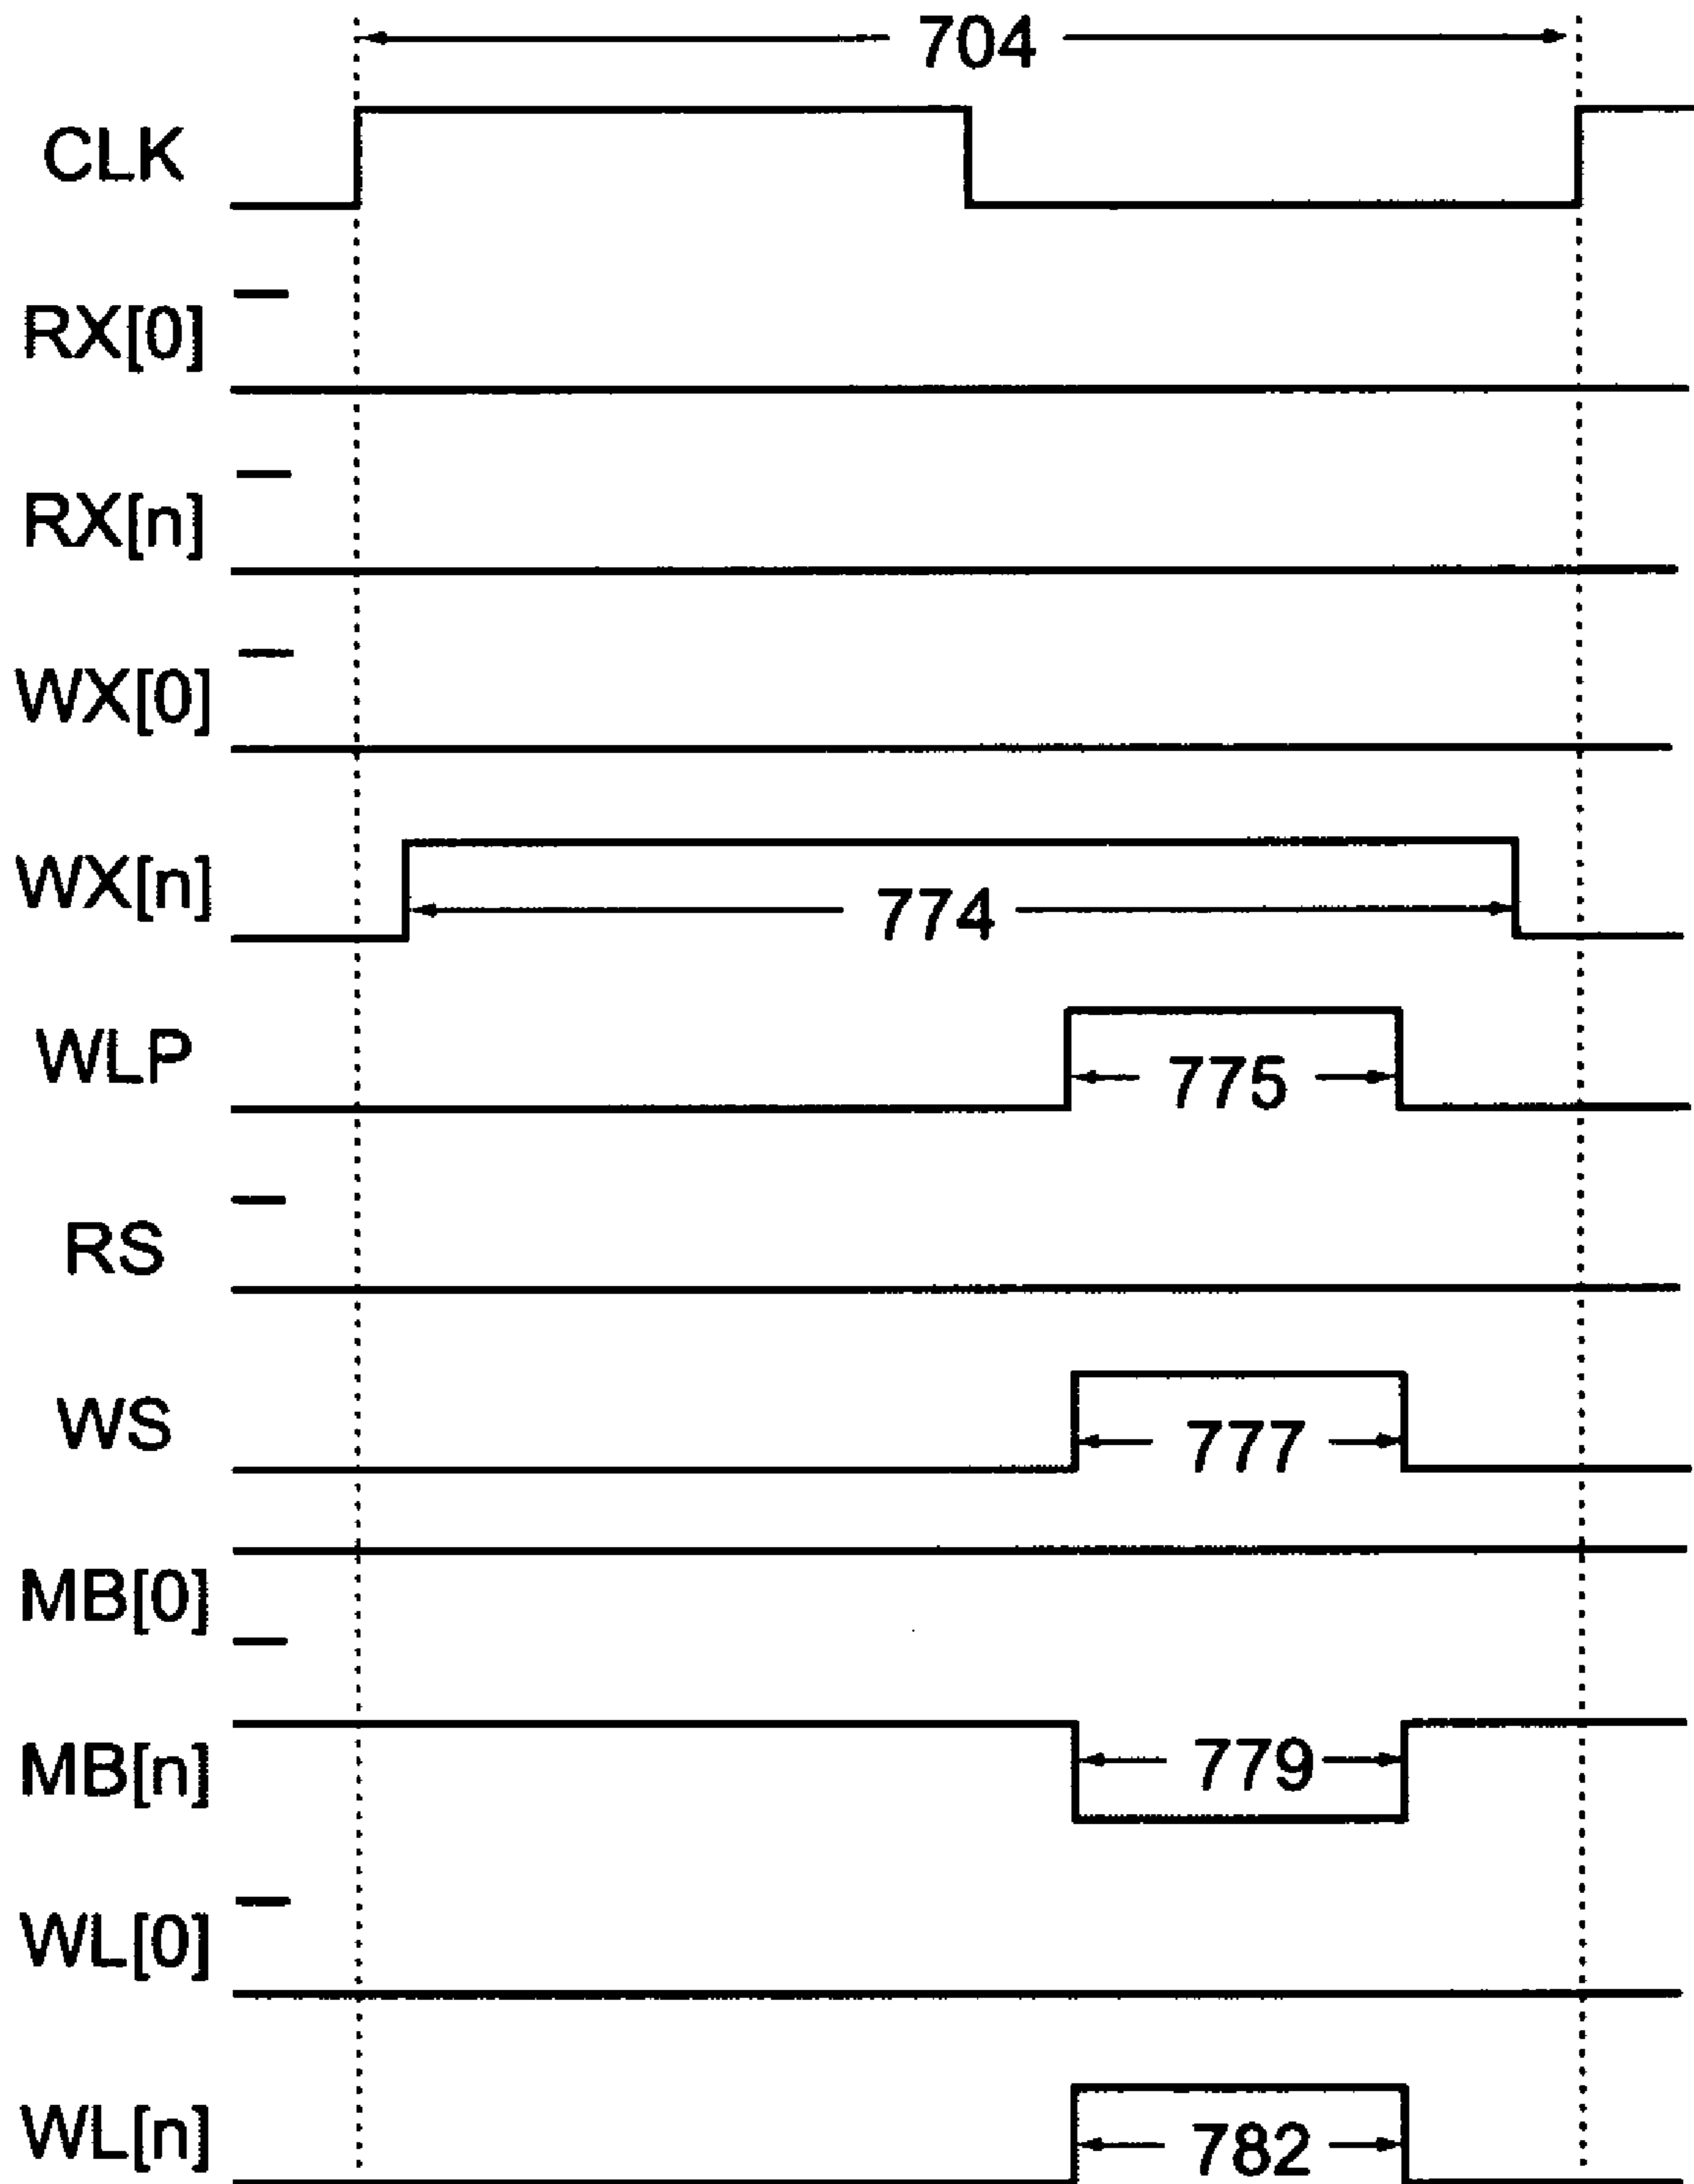 704
CLK
RX[0]
RX[n]
WX[0]
WX[n]
774
WLP
775
RS
WS
777
MB[0]
MB[n]
779
WL[0]
WL[n]
782